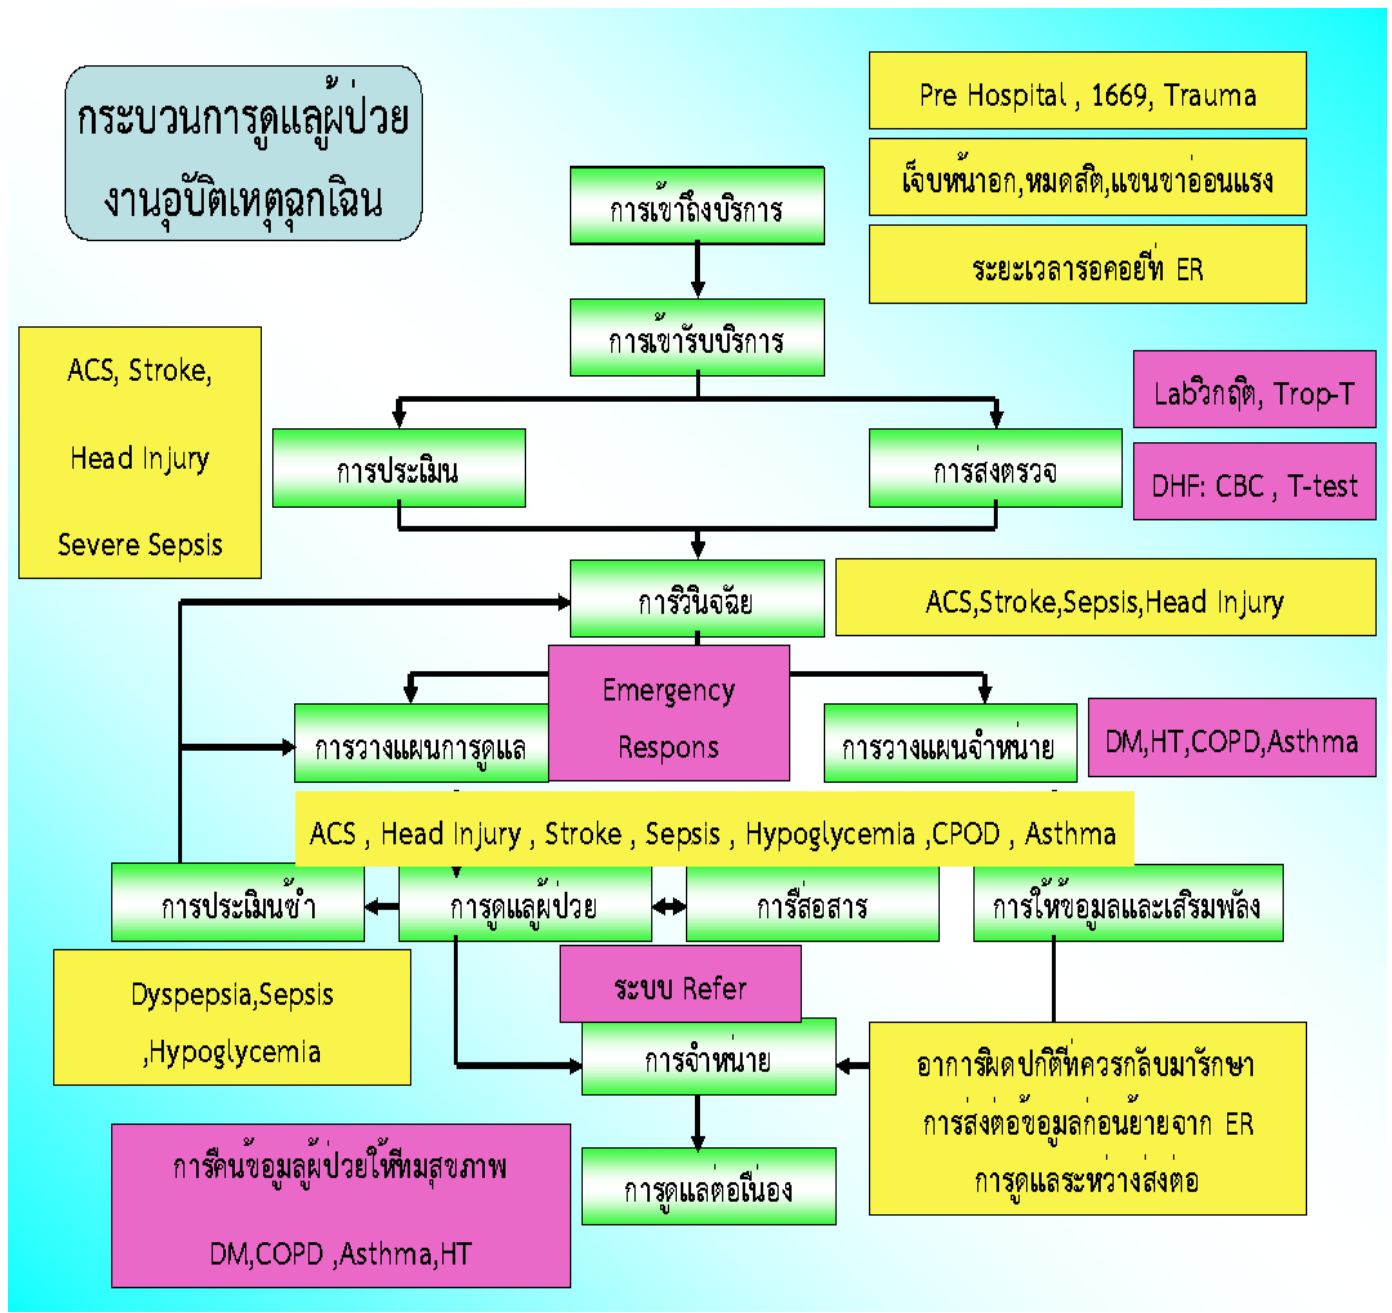 กระบวนการดูแลผู้ป่วย
งานอุบัติเหตุฉุกเฉิน
Pre Hospital , 1669, Trauma
เจ็บหน้าอก,หมดสติ,แขนขาอ่อนแรง
ระยะเวลารอคอยที่ ER
การเข้าถึงบริการ
การเข้ารับบริการ
ACS, Stroke,
Head Injury
Severe Sepsis
Labวิกฤติ, Trop-T
DHF: CBC , T-test
การประเมิน
การส่งตรวจ
การวินิจฉัย
ACS,Stroke,Sepsis,Head Injury
Emergency
Respons
การวางแผนการดูแล
การวางแผนจำหน่าย
DM,HT,COPD,Asthma
ACS , Head Injury , Stroke , Sepsis , Hypoglycemia ,CPOD , Asthma
การประเมินซ้ำ
การดูแลผู้ป่วย
การสื่อสาร
การให้ข้อมูลและเสริมพลัง
Dyspepsia,Sepsis
,Hypoglycemia
ระบบ Refer
การจำหน่าย
อาการผิดปกติที่ควรกลับมารักษา
การส่งต่อข้อมูลก่อนย้ายจาก ER
การดูแลระหว่างส่งต่อ
การคืนข้อมูลผู้ป่วยให้ทีมสุขภาพ
DM,COPD ,Asthma,HT
การดูแลต่อเนื่อง